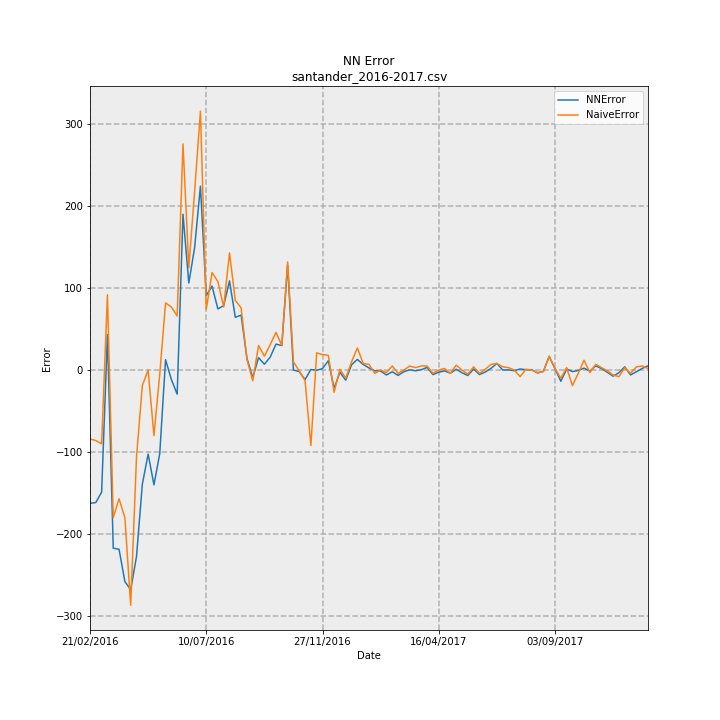 NN Error
santander_2016-2017.csv
NNError
NaiveError
Error
300
200
100
0
−100
−200
−300
21/02/2016 10/07/2016 27/11/2016 16/04/2017 03/09/2017
Date